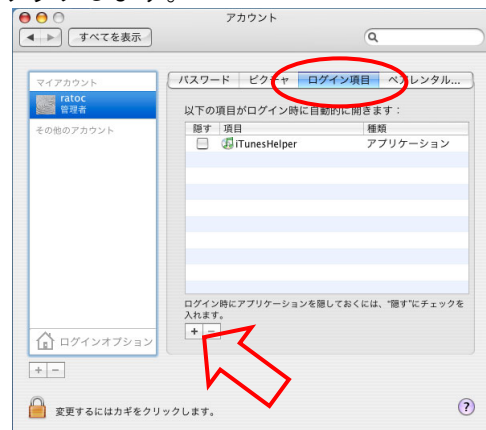 アカウント
すべてを表示
パスワード ピクチャ ログイン項目 ペアレンタル...
マイアカウント
ratoc
管理者
その他のアカウント
以下の項目がログイン時に自動的に開きます：
隠す 項目 種類
iTunesHelper アプリケーション
ログイン時にアプリケーションを隠しておくには、"隠す"にチェックを
入れます。
ログインオプション
変更するにはカギをクリックします。